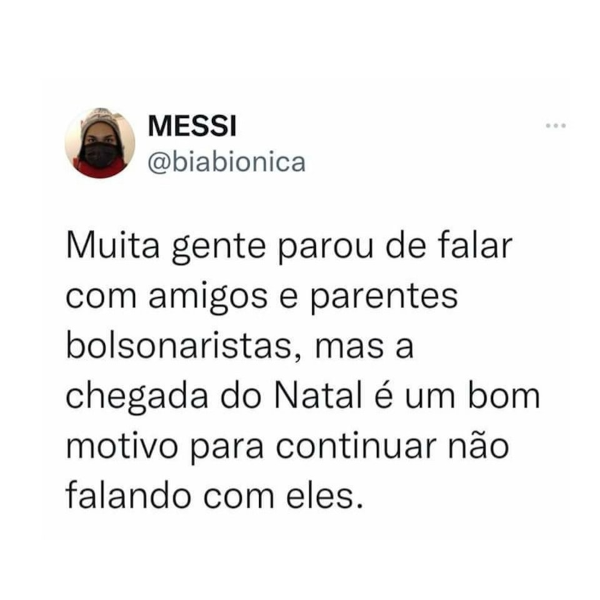 MESSI
@biabionica
Muita gente parou de falar
com amigos e parentes
bolsonaristas, mas a
chegada do Natal é um bom
motivo para continuar não
falando com eles.